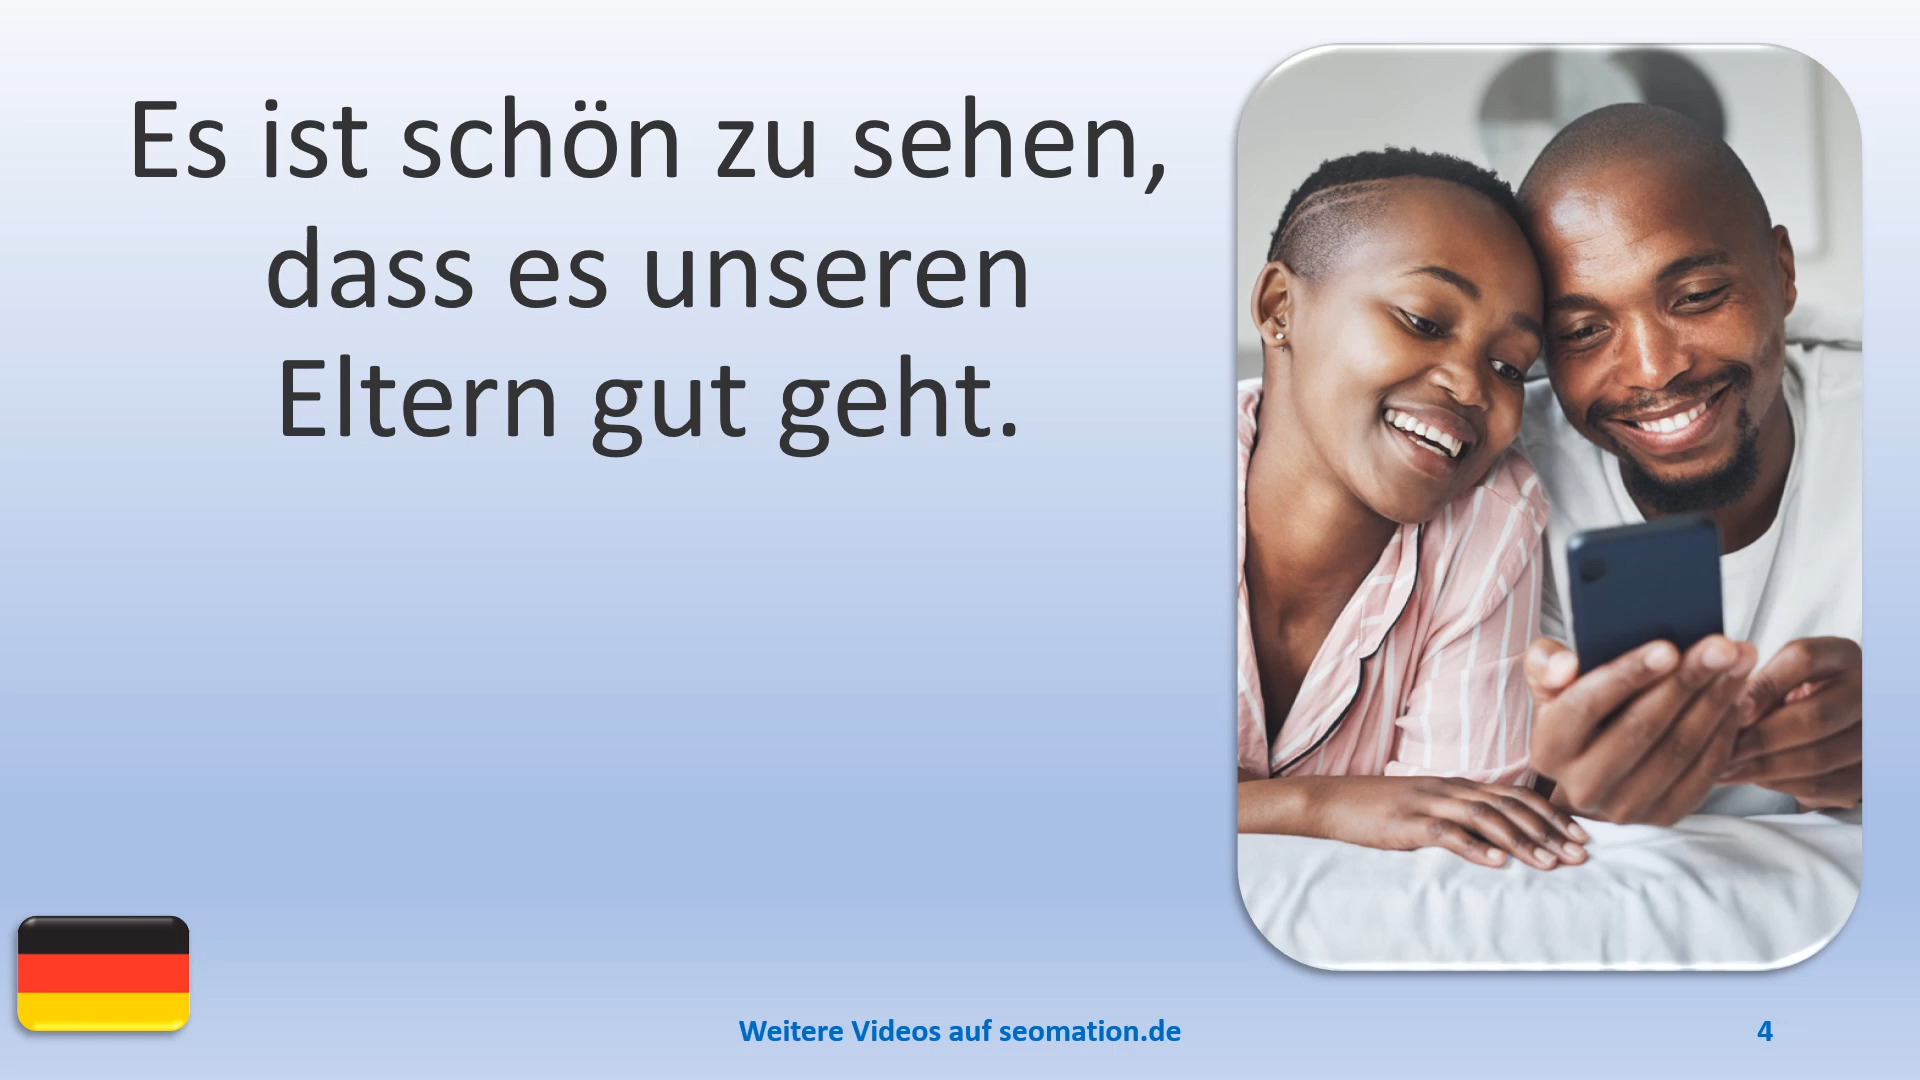 Es ist schön zu sehen,
dass es unseren
Eltern gut geht.
Weitere Videos auf seomation.de
4